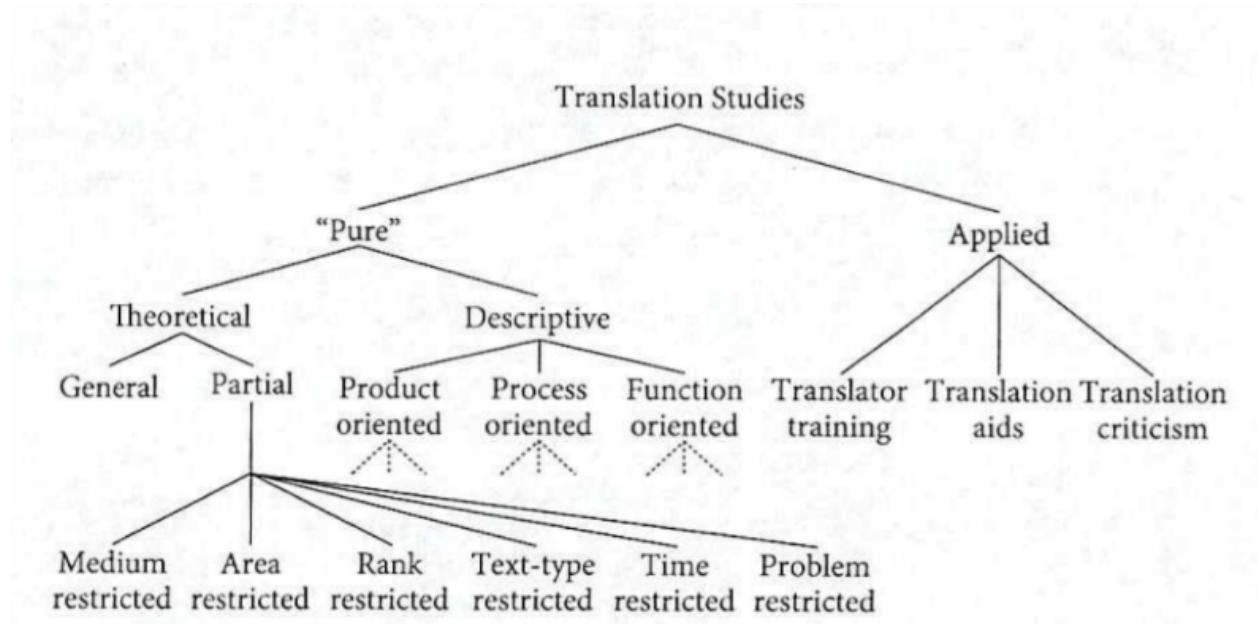 Translation Studies
“Pure”
Applied
Theoretical
Descriptive
General
Partial
Product
oriented
Process
oriented
Function
oriented
Translator
training
Translation
aids
Translation
criticism
Medium
restricted
Area
restricted
Rank
restricted
Text-type
restricted
Time
restricted
Problem
restricted